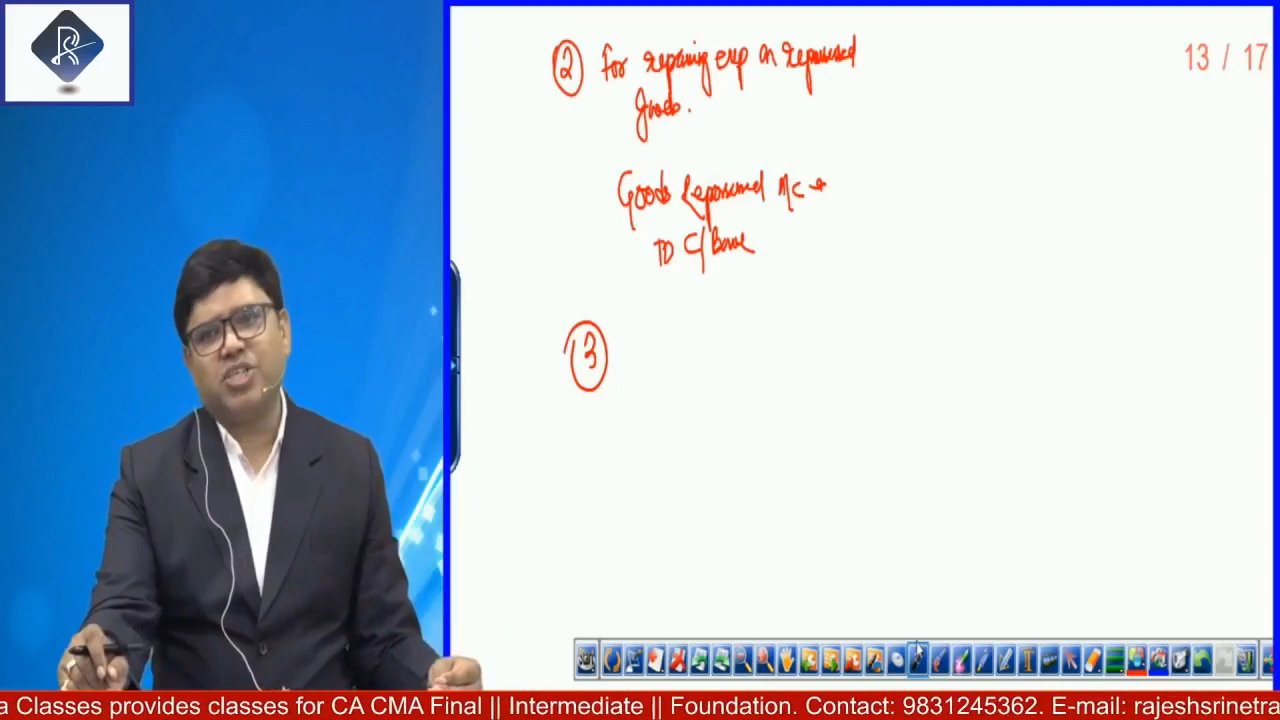 13 / 17
② For repairing exp on repossessed
goods.
Goods Repossessed A/c
To C/Bank
③
a Classes provides classes for CA CMA Final || Intermediate || Foundation. Contact: 9831245362. E-mail: rajeshsrinetra